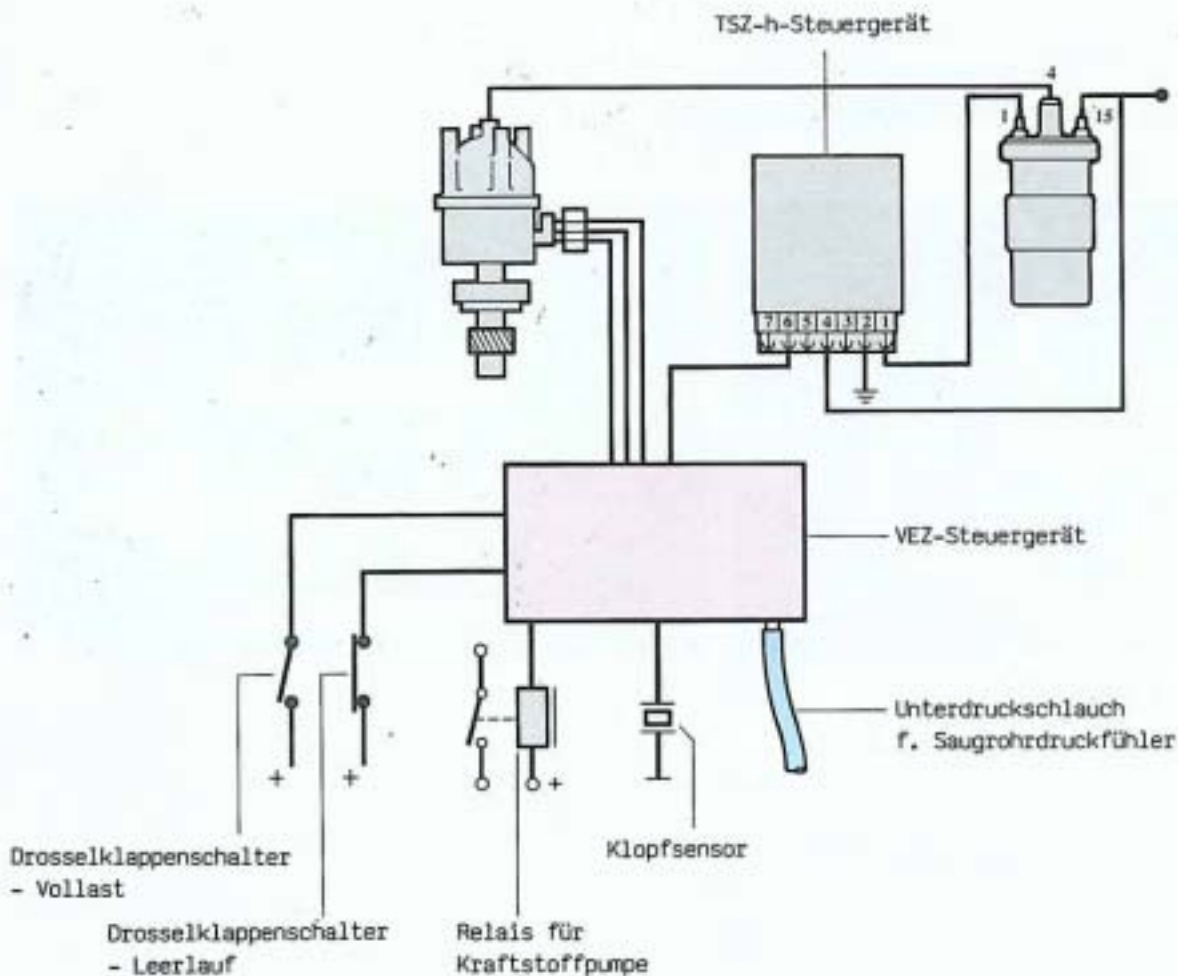 TSZ-h-Steuergerät
4
1
15
7 6 5 4 3 2 1
VEZ-Steuergerät
Unterdruckschlauch
f. Saugrohrdruckfühler
+
+
+
Klopfsensor
Drosselklappenschalter
- Vollast
Drosselklappenschalter
- Leerlauf
Relais für
Kraftstoffpumpe